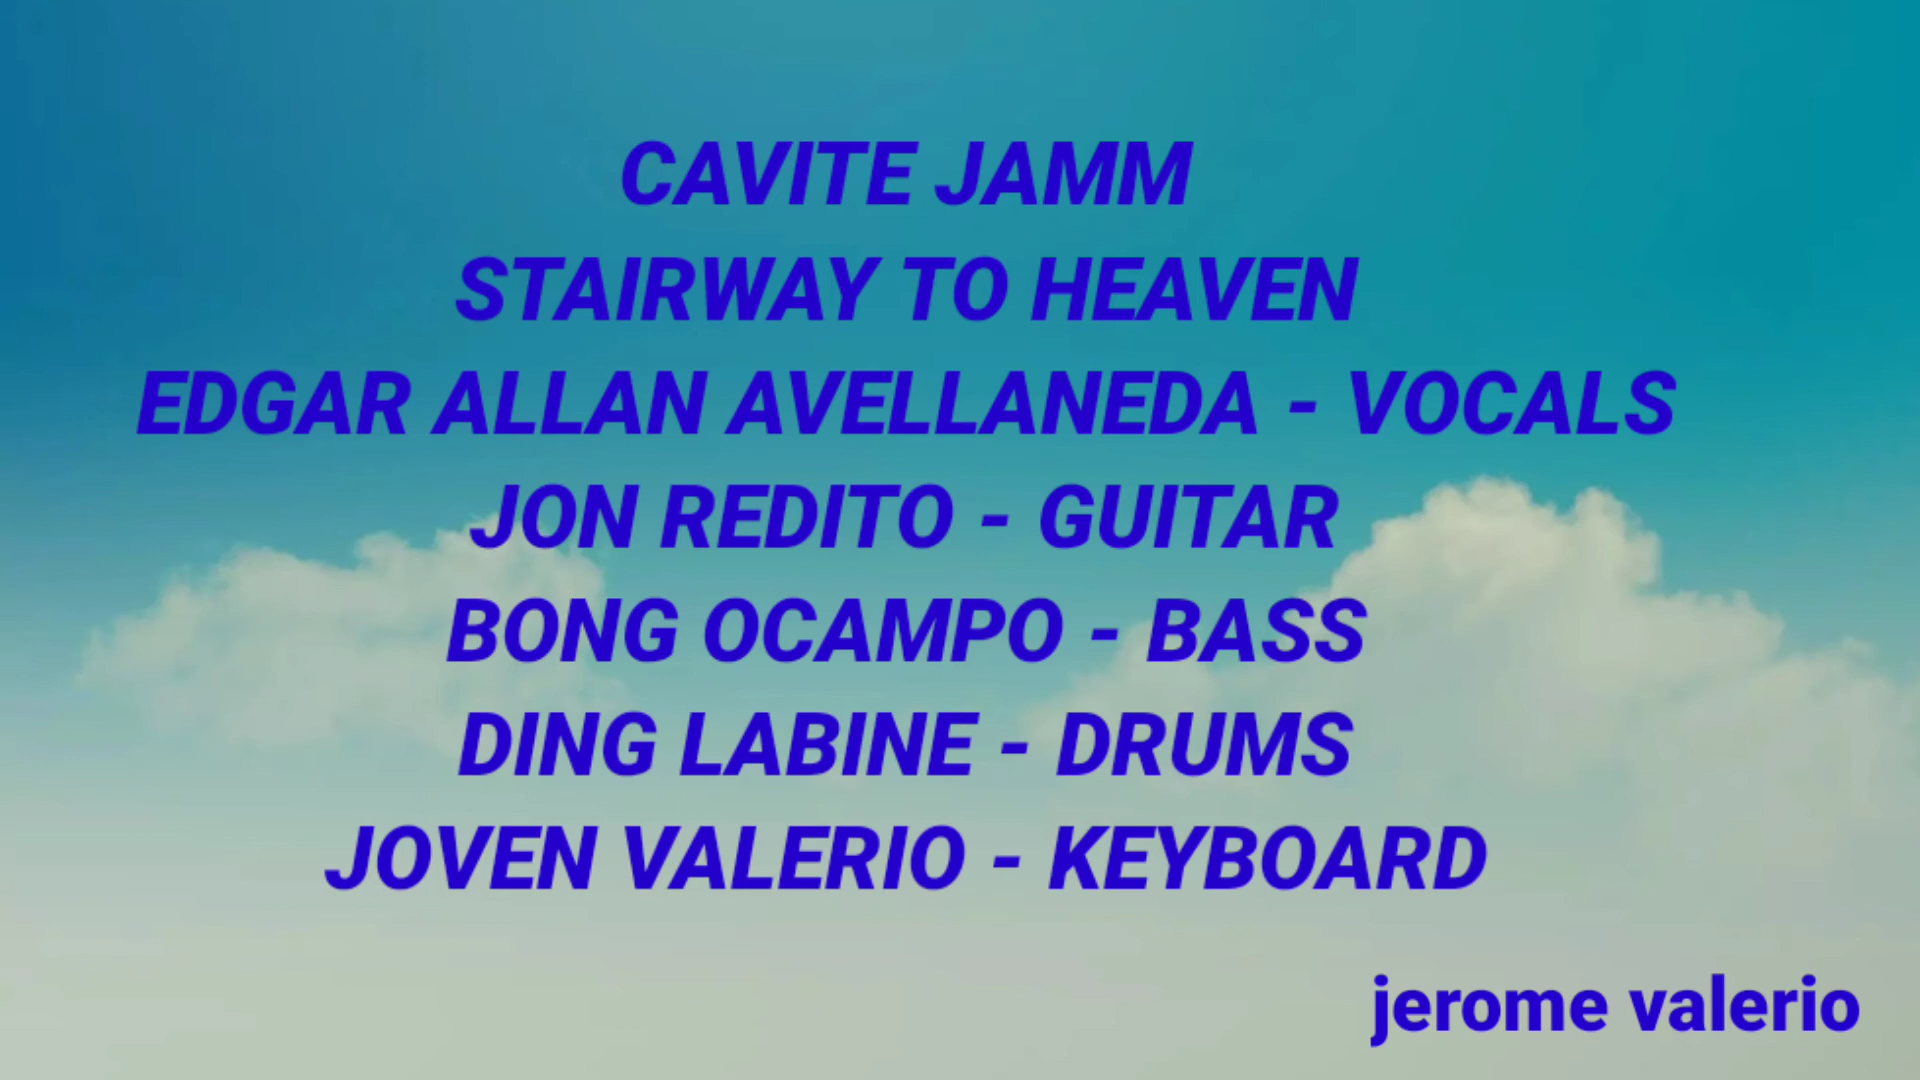 CAVITE JAMM
STAIRWAY TO HEAVEN
EDGAR ALLAN AVELLANEDA - VOCALS
JON REDITO - GUITAR
BONG OCAMPO - BASS
DING LABINE - DRUMS
JOVEN VALERIO - KEYBOARD
jerome valerio